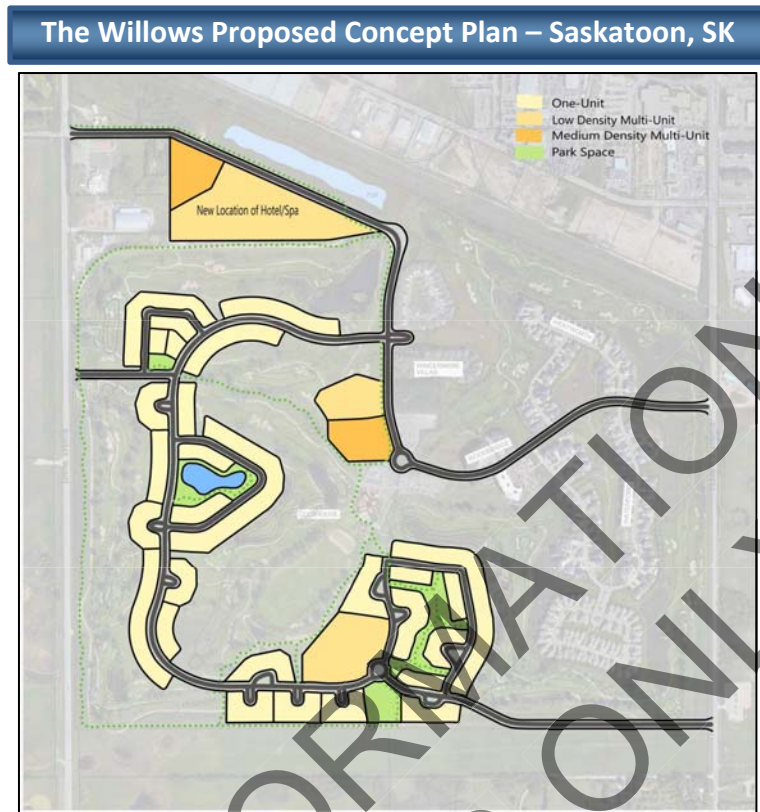 The Willows Proposed Concept Plan – Saskatoon, SK
One-Unit
Low Density Multi-Unit
Medium Density Multi-Unit
Park Space
New Location of Hotel/Spa